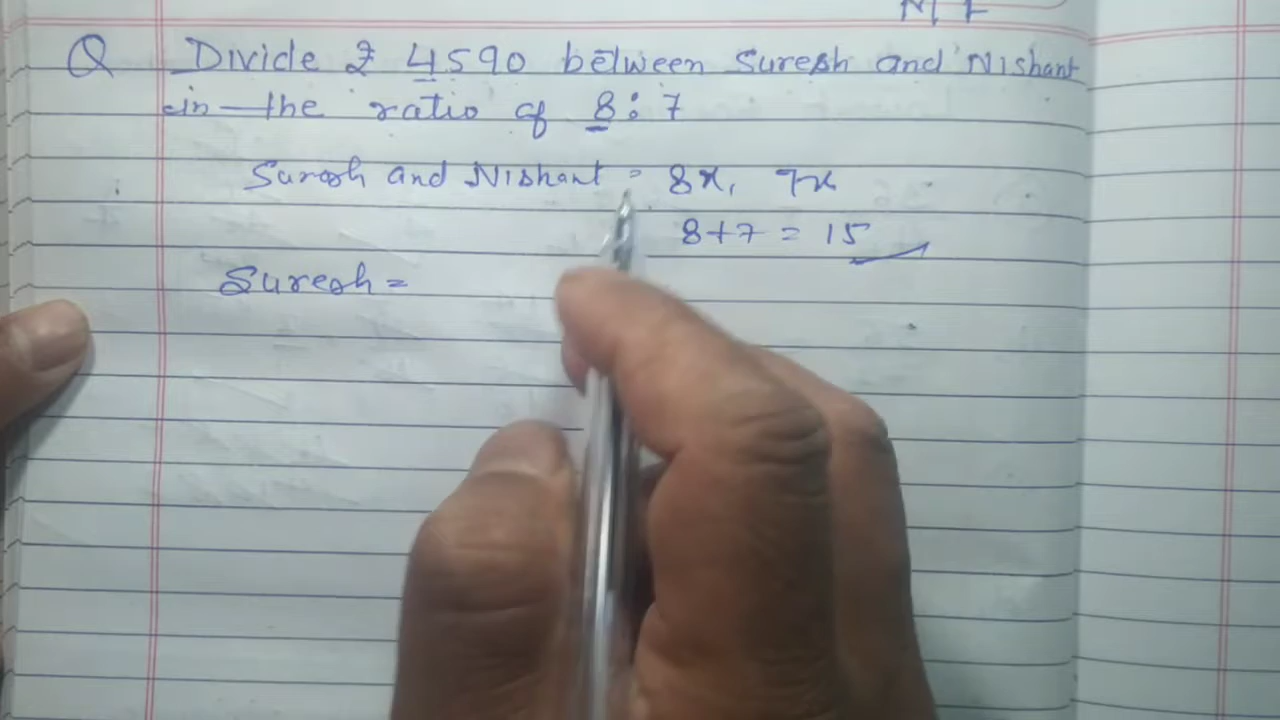 Q Divide ₹ 4590 between Suresh and Nishant
in the ratio of 8:7
Suresh and Nishant = 8x, 7x
8+7 = 15
Suresh =